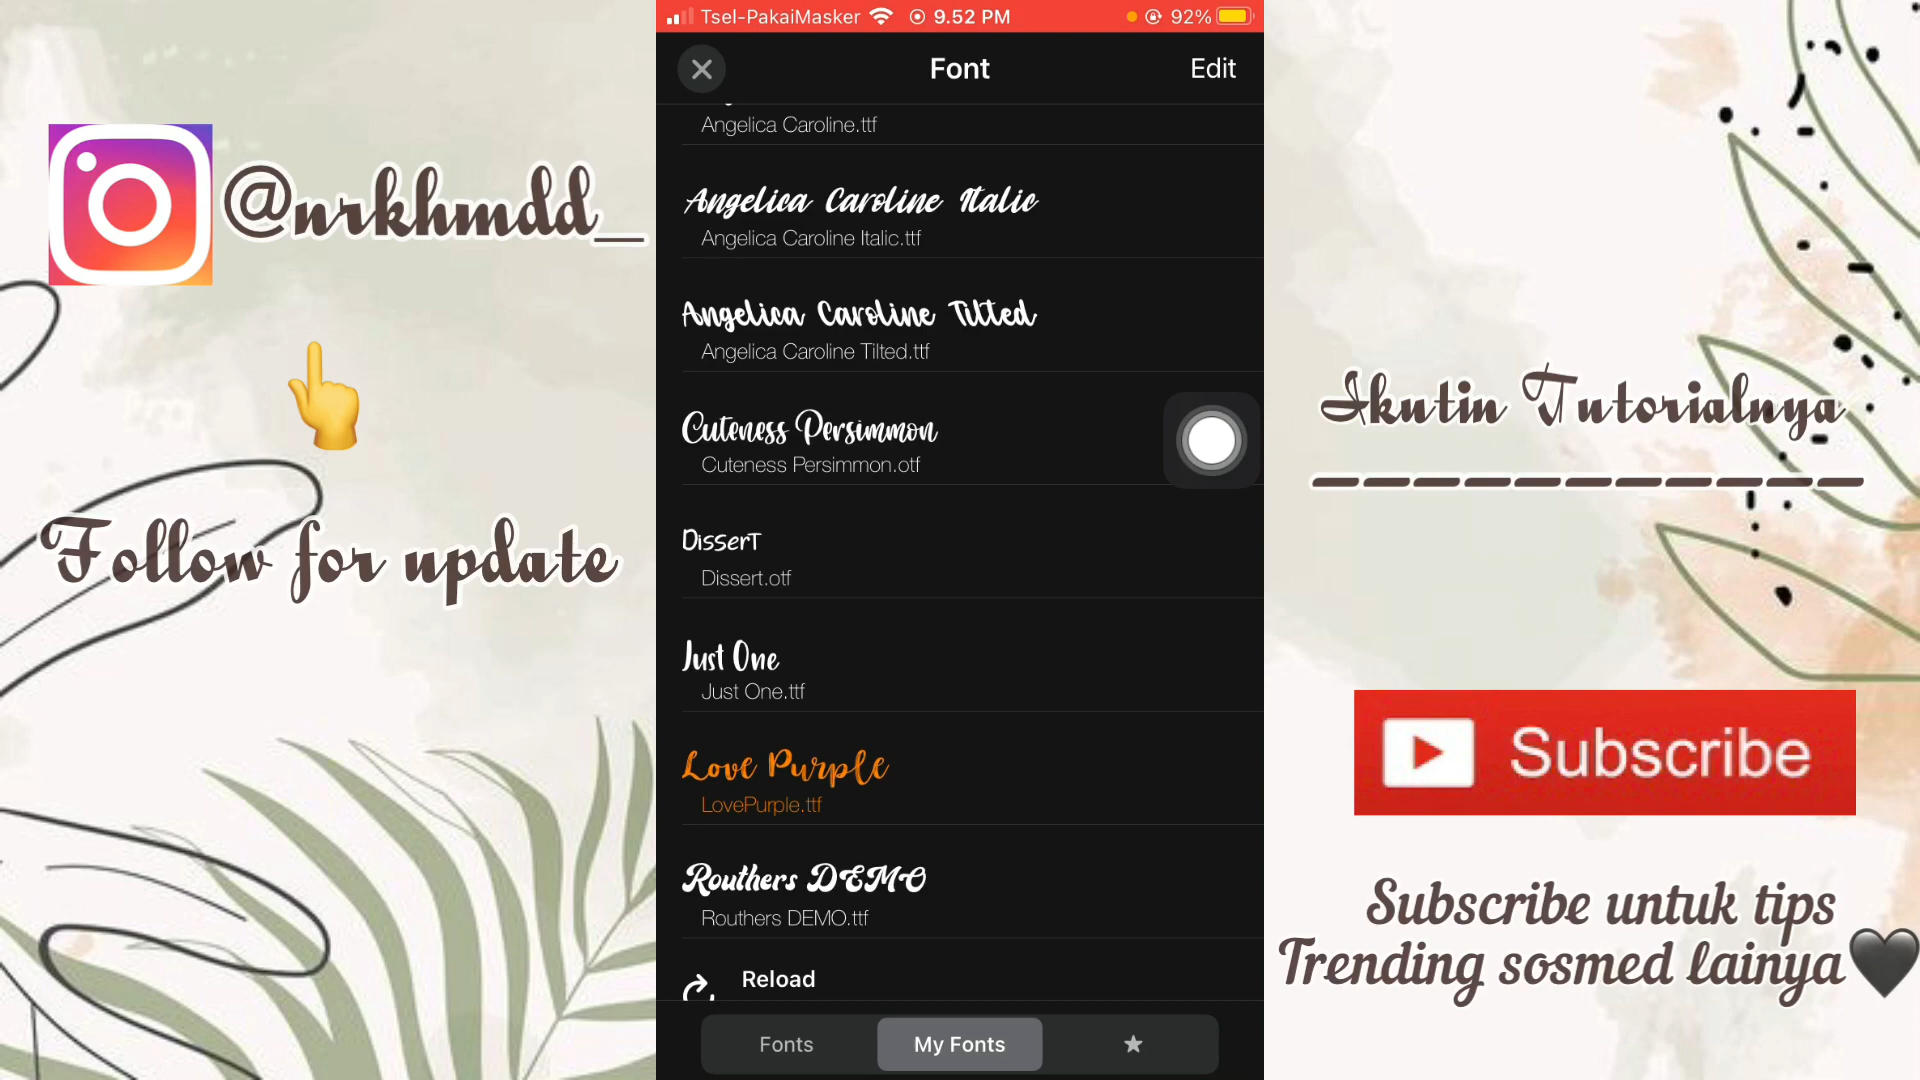 @nrkhmdd_
Follow for update
Tsel-PakaiMasker 9.52 PM 92%
Font
Edit
Angelica Caroline.ttf
Angelica Caroline Italic
Angelica Caroline Italic.ttf
Angelica Caroline Tilted
Angelica Caroline Tilted.ttf
Cuteness Persimmon
Cuteness Persimmon.otf
Dissert
Dissert.otf
Just One
Just One.ttf
Love Purple
LovePurple.ttf
Routhers DEMO
Routhers DEMO.ttf
Reload
Fonts
My Fonts
Ikutin Tutorialnya
Subscribe
Subscribe untuk tips
Trending sosmed lainya